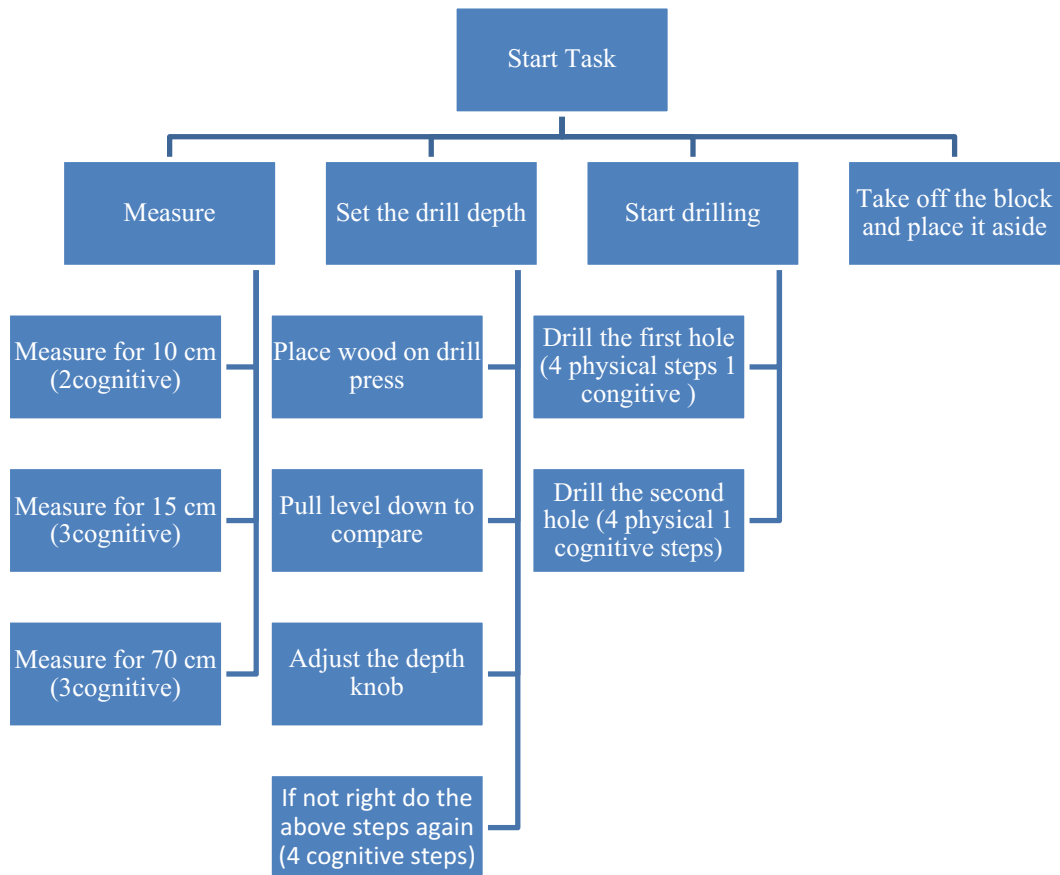 Start Task
Measure
Set the drill depth
Start drilling
Take off the block
and place it aside
Measure for 10 cm
(2cognitive)
Measure for 15 cm
(3cognitive)
Measure for 70 cm
(3cognitive)
Place wood on drill
press
Pull level down to
compare
Adjust the depth
knob
If not right do the
above steps again
(4 cognitive steps)
Drill the first hole
(4 physical steps 1
congitive )
Drill the second
hole (4 physical 1
cognitive steps)